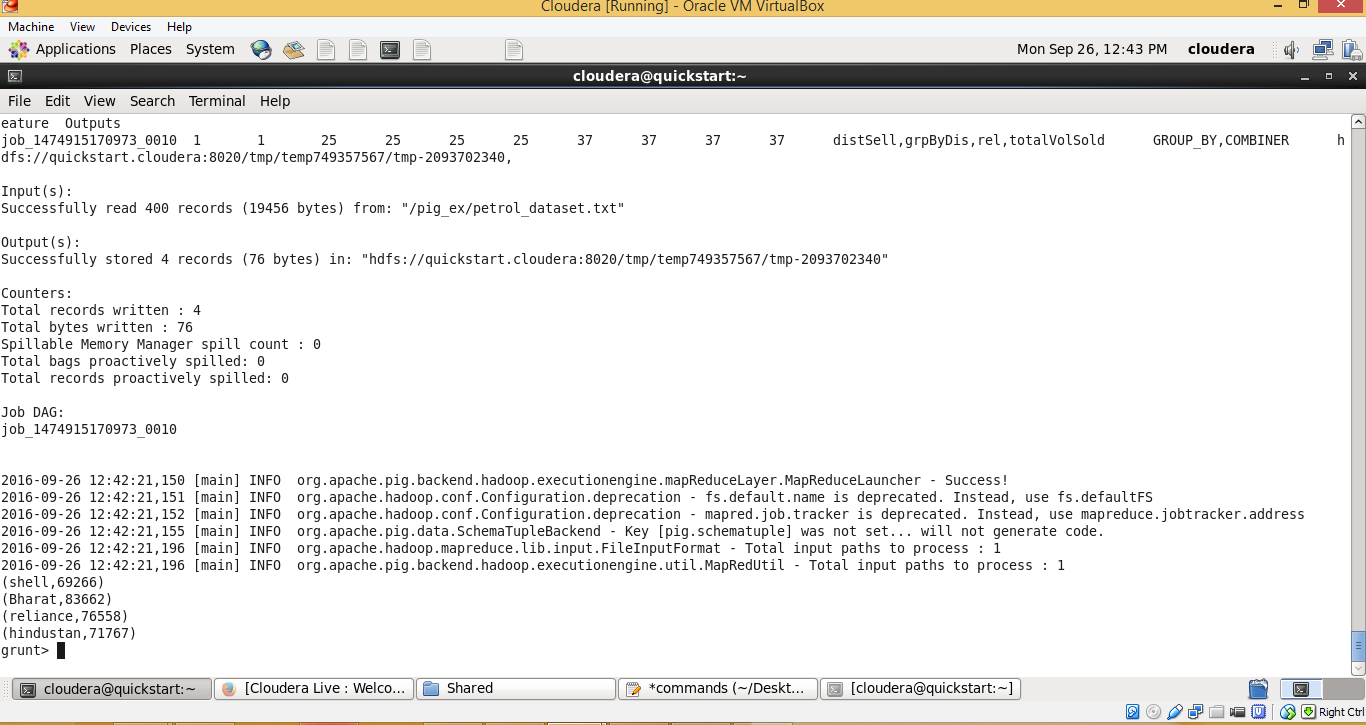 Cloudera [Running] - Oracle VM VirtualBox
Machine View Devices Help
Applications Places System Mon Sep 26, 12:43 PM cloudera
cloudera@quickstart:~
File Edit View Search Terminal Help
eature  Outputs
job_1474915170973_0010  1       1       25      25      25      25      37      37      37      37      distSell,grpByDis,rel,totalVolSold      GROUP_BY,COMBINER      h
dfs://quickstart.cloudera:8020/tmp/temp749357567/tmp-2093702340,
Input(s):
Successfully read 400 records (19456 bytes) from: "/pig_ex/petrol_dataset.txt"
Output(s):
Successfully stored 4 records (76 bytes) in: "hdfs://quickstart.cloudera:8020/tmp/temp749357567/tmp-2093702340"
Counters:
Total records written : 4
Total bytes written : 76
Spillable Memory Manager spill count : 0
Total bags proactively spilled: 0
Total records proactively spilled: 0
Job DAG:
job_1474915170973_0010
2016-09-26 12:42:21,150 [main] INFO  org.apache.pig.backend.hadoop.executionengine.mapReduceLayer.MapReduceLauncher - Success!
2016-09-26 12:42:21,151 [main] INFO  org.apache.hadoop.conf.Configuration.deprecation - fs.default.name is deprecated. Instead, use fs.defaultFS
2016-09-26 12:42:21,152 [main] INFO  org.apache.hadoop.conf.Configuration.deprecation - mapred.job.tracker is deprecated. Instead, use mapreduce.jobtracker.address
2016-09-26 12:42:21,155 [main] INFO  org.apache.pig.data.SchemaTupleBackend - Key [pig.schematuple] was not set... will not generate code.
2016-09-26 12:42:21,196 [main] INFO  org.apache.hadoop.mapreduce.lib.input.FileInputFormat - Total input paths to process : 1
2016-09-26 12:42:21,196 [main] INFO  org.apache.pig.backend.hadoop.executionengine.util.MapRedUtil - Total input paths to process : 1
(shell,69266)
(Bharat,83662)
(reliance,76558)
(hindustan,71767)
grunt>
cloudera@quickstart:~ [Cloudera Live : Welco... Shared *commands (~/Deskt... [cloudera@quickstart:~]
Right Ctrl